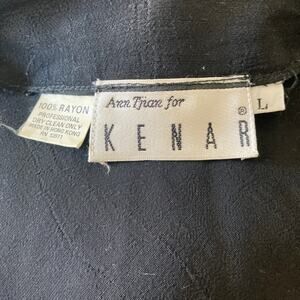 100% RAYON
PROFESSIONAL
DRY CLEAN ONLY
MADE IN HONG KONG
Ann Tjian for
KENAR
®
L